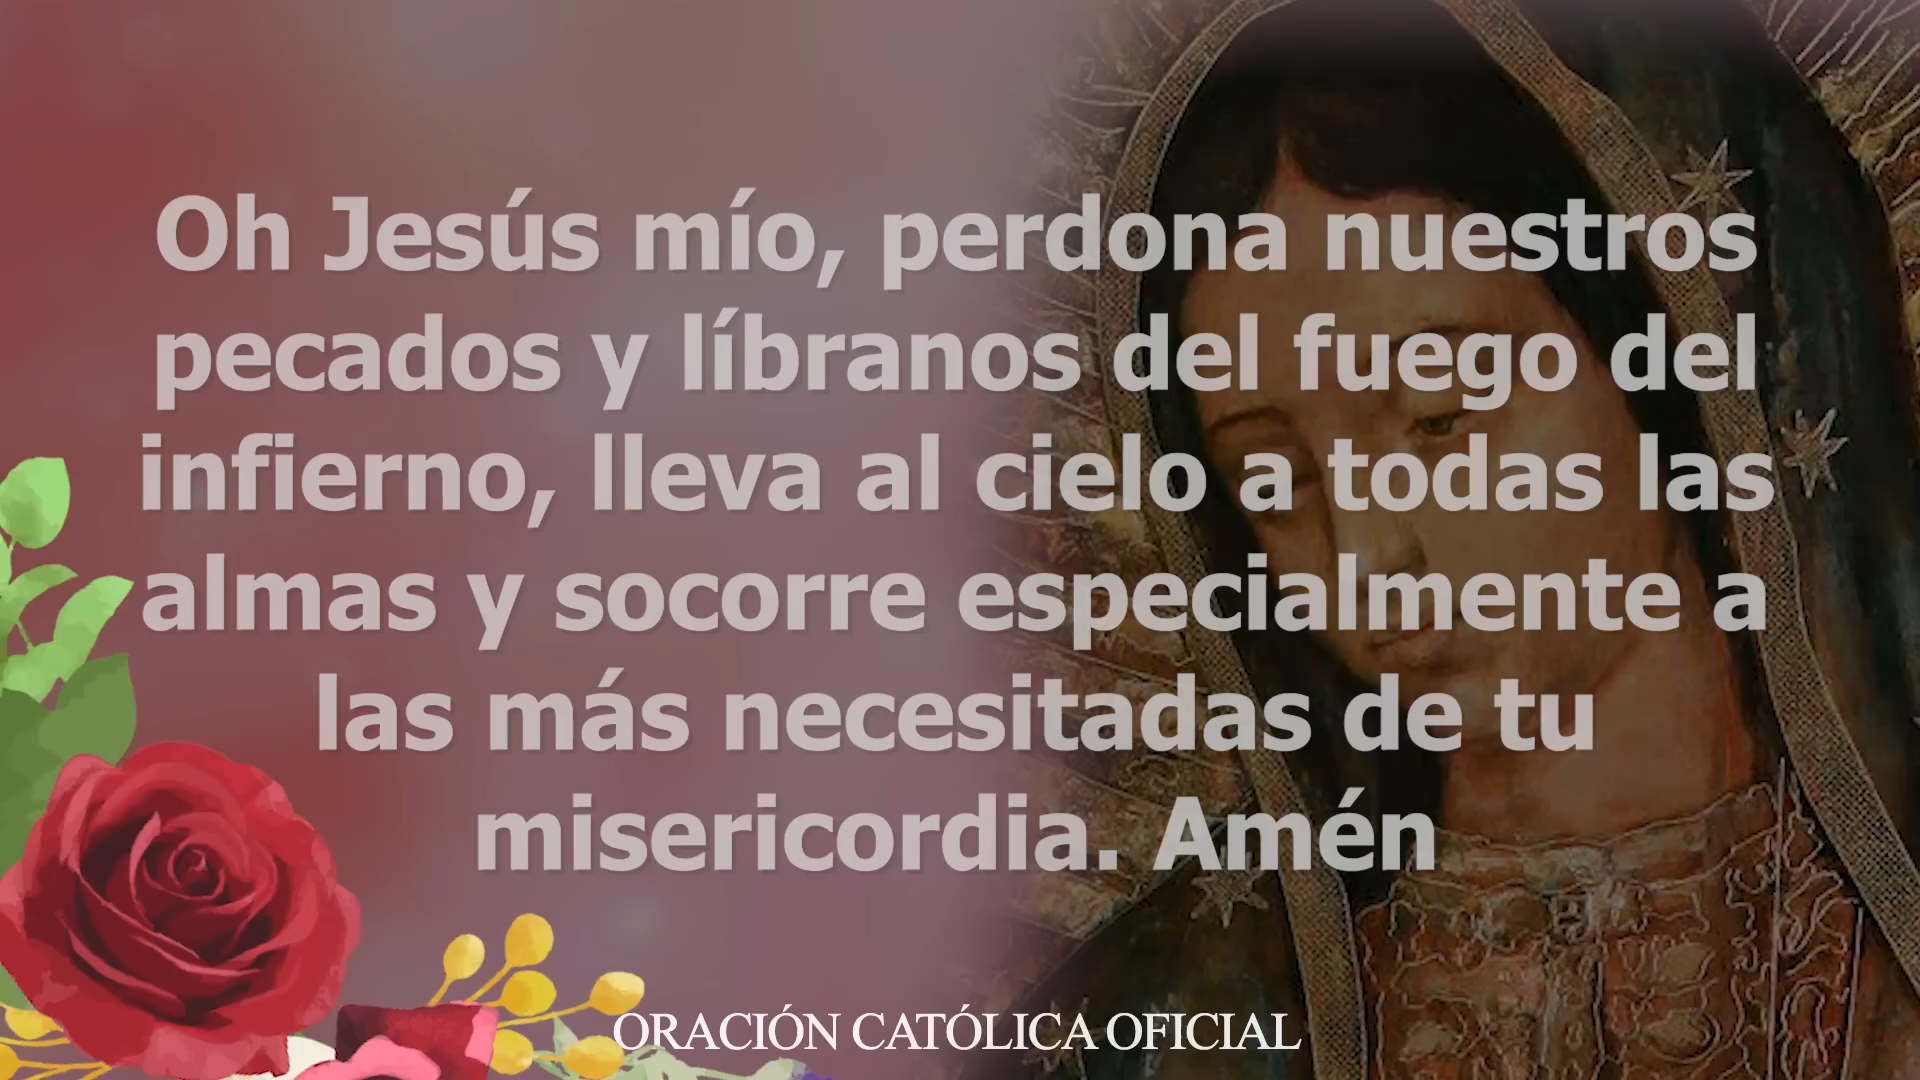 Oh Jesús mío, perdona nuestros
pecados y líbranos del fuego del
infierno, lleva al cielo a todas las
almas y socorre especialmente a
las más necesitadas de tu
misericordia. Amén
ORACIÓN CATÓLICA OFICIAL